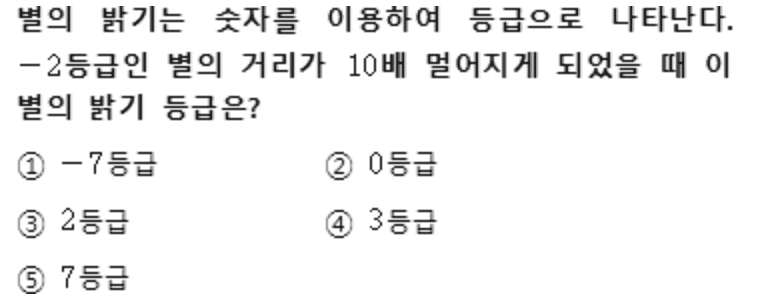 별의 밝기는 숫자를 이용하여 등급으로 나타난다.
－2등급인 별의 거리가 10배 멀어지게 되었을 때 이
별의 밝기 등급은?
① －7등급 ② 0등급
③ 2등급 ④ 3등급
⑤ 7등급